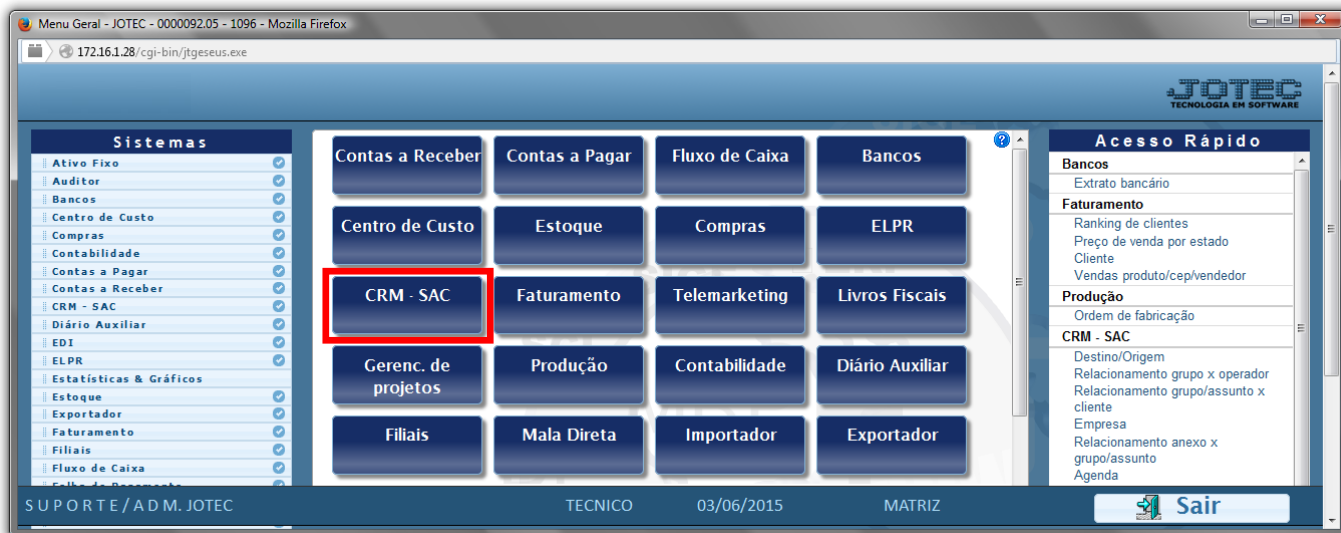 Menu Geral - JOTEC - 0000092.05 - 1096 - Mozilla Firefox
172.16.1.28/cgi-bin/jtgeseus.exe
JOTEC
TECNOLOGIA EM SOFTWARE
Sistemas
Ativo Fixo
Auditor
Bancos
Centro de Custo
Compras
Contabilidade
Contas a Pagar
Contas a Receber
CRM - SAC
Diário Auxiliar
EDI
ELPR
Estatísticas & Gráficos
Estoque
Exportador
Faturamento
Filiais
Fluxo de Caixa
Folha de Pagamento
Contas a Receber
Contas a Pagar
Fluxo de Caixa
Bancos
Centro de Custo
Estoque
Compras
ELPR
CRM - SAC
Faturamento
Telemarketing
Livros Fiscais
Gerenc. de
projetos
Produção
Contabilidade
Diário Auxiliar
Filiais
Mala Direta
Importador
Exportador
Acesso Rápido
Bancos
Extrato bancário
Faturamento
Ranking de clientes
Preço de venda por estado
Cliente
Vendas produto/cep/vendedor
Produção
Ordem de fabricação
CRM - SAC
Destino/Origem
Relacionamento grupo x operador
Relacionamento grupo/assunto x
cliente
Empresa
Relacionamento anexo x
grupo/assunto
Agenda
SUPORTE/ADM. JOTEC
TECNICO
03/06/2015
MATRIZ
Sair